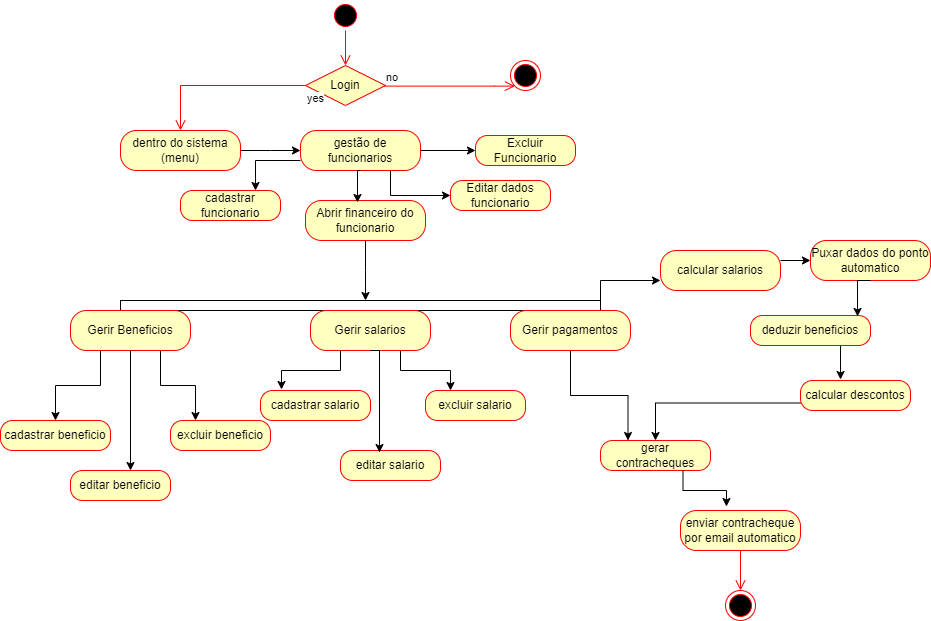 Login
no
yes
dentro do sistema
(menu)
gestão de
funcionarios
Excluir
Funcionario
cadastrar
funcionario
Editar dados
funcionario
Abrir financeiro do
funcionario
calcular salarios
Puxar dados do ponto
automatico
Gerir Beneficios
Gerir salarios
Gerir pagamentos
deduzir beneficios
calcular descontos
cadastrar salario
excluir salario
cadastrar beneficio
excluir beneficio
gerar
contracheques
editar salario
editar beneficio
enviar contracheque
por email automatico